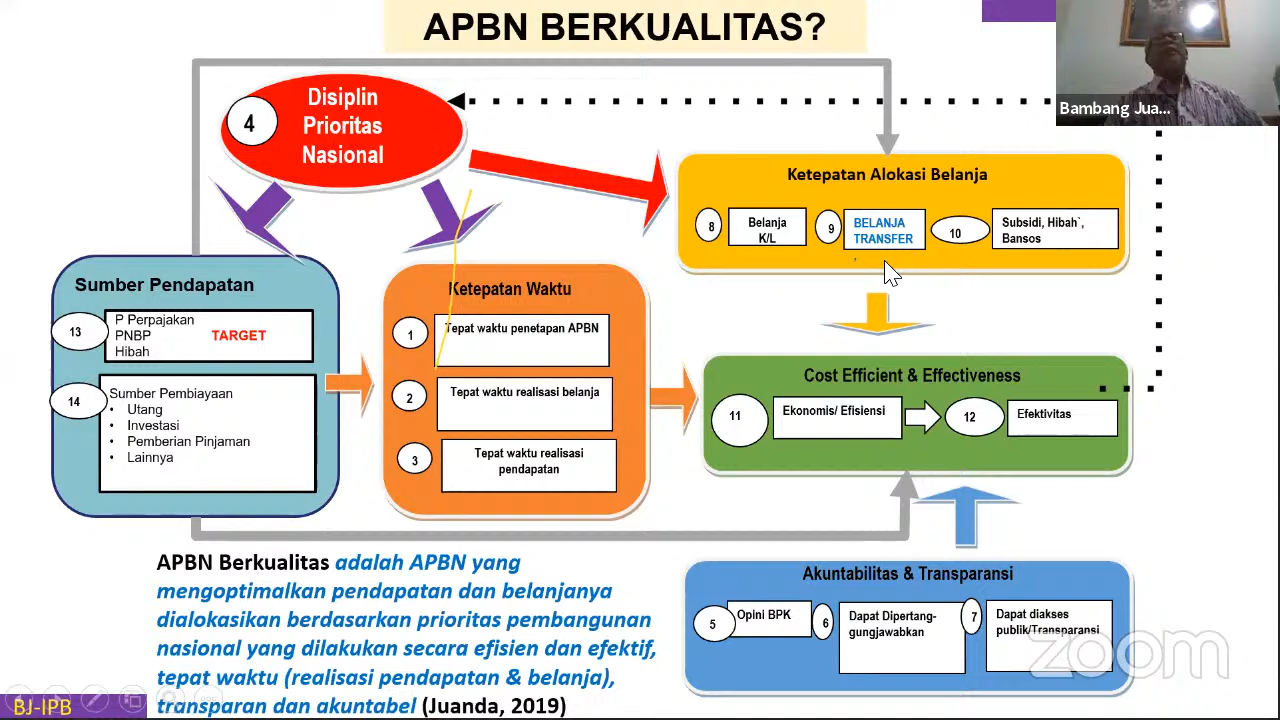 APBN BERKUALITAS?
Bambang Jua...
4
Disiplin
Prioritas
Nasional
Ketepatan Alokasi Belanja
8
Belanja
K/L
9
BELANJA
TRANSFER
,
10
Subsidi, Hibah`,
Bansos
Sumber Pendapatan
13
P Perpajakan
PNBP
Hibah
TARGET
14
Sumber Pembiayaan
• Utang
• Investasi
• Pemberian Pinjaman
• Lainnya
Ketepatan Waktu
1
Tepat waktu penetapan APBN
2
Tepat waktu realisasi belanja
3
Tepat waktu realisasi
pendapatan
Cost Efficient & Effectiveness
11
Ekonomis/ Efisiensi
12
Efektivitas
Akuntabilitas & Transparansi
5
Opini BPK
6
Dapat Dipertang-
gungjawabkan
7
Dapat diakses
publik/Transparansi
APBN Berkualitas adalah APBN yang
mengoptimalkan pendapatan dan belanjanya
dialokasikan berdasarkan prioritas pembangunan
nasional yang dilakukan secara efisien dan efektif,
tepat waktu (realisasi pendapatan & belanja),
transparan dan akuntabel (Juanda, 2019)
BJ-IPB
zoom